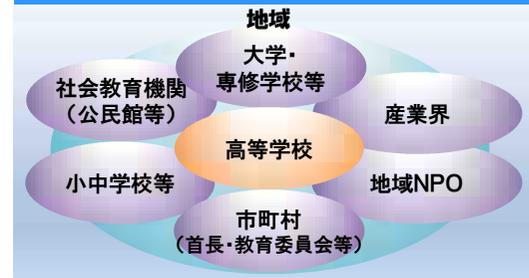 地域
大学・
専修学校等
社会教育機関
（公民館等）
産業界
高等学校
小中学校等
地域NPO
市町村
（首長・教育委員会等）